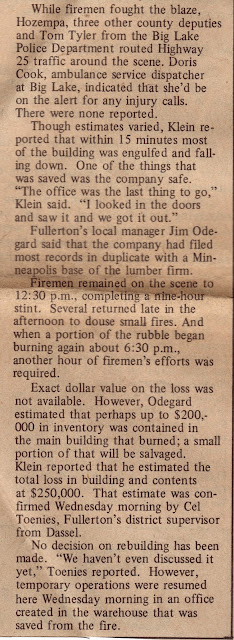 While firemen fought the blaze,
Hozempa, three other county deputies
and Tom Tyler from the Big Lake
Police Department routed Highway
25 traffic around the scene. Doris
Cook, ambulance service dispatcher
at Big Lake, indicated that she'd be
on the alert for any injury calls.
There were none reported.
Though estimates varied, Klein re-
ported that within 15 minutes most
of the building was engulfed and fall-
ing down. One of the things that
was saved was the company safe.
"The office was the last thing to go,"
Klein said. "I looked in the doors
and saw it and we got it out."
Fullerton's local manager Jim Ode-
gard said that the company had filed
most records in duplicate with a Min-
neapolis base of the lumber firm.
Firemen remained on the scene to
12:30 p.m., completing a nine-hour
stint. Several returned late in the
afternoon to douse small fires. And
when a portion of the rubble began
burning again about 6:30 p.m.,
another hour of firemen's efforts was
required.
Exact dollar value on the loss was
not available. However, Odegard
estimated that perhaps up to $200,-
000 in inventory was contained in
the main building that burned; a small
portion of that will be salvaged.
Klein reported that he estimated the
total loss in building and contents
at $250,000. That estimate was con-
firmed Wednesday morning by Cel
Toenies, Fullerton's district supervisor
from Dassel.
No decision on rebuilding has been
made. "We haven't even discussed it
yet," Toenies reported. However,
temporary operations were resumed
here Wednesday morning in an office
created in the warehouse that was
saved from the fire.